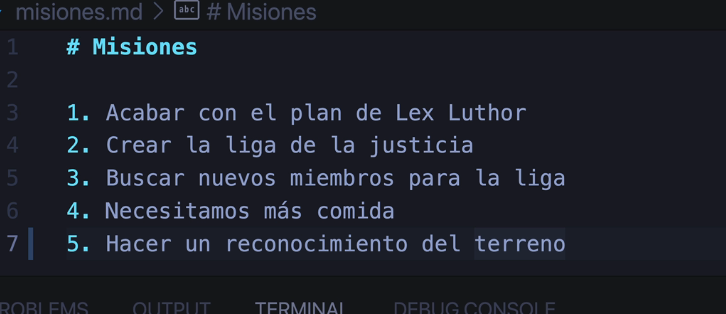 misiones.md > abc # Misiones
1 # Misiones
2
3 1. Acabar con el plan de Lex Luthor
4 2. Crear la liga de la justicia
5 3. Buscar nuevos miembros para la liga
6 4. Necesitamos más comida
7 5. Hacer un reconocimiento del terreno
ROBLEMS OUTPUT TERMINAL DEBUG CONSOLE